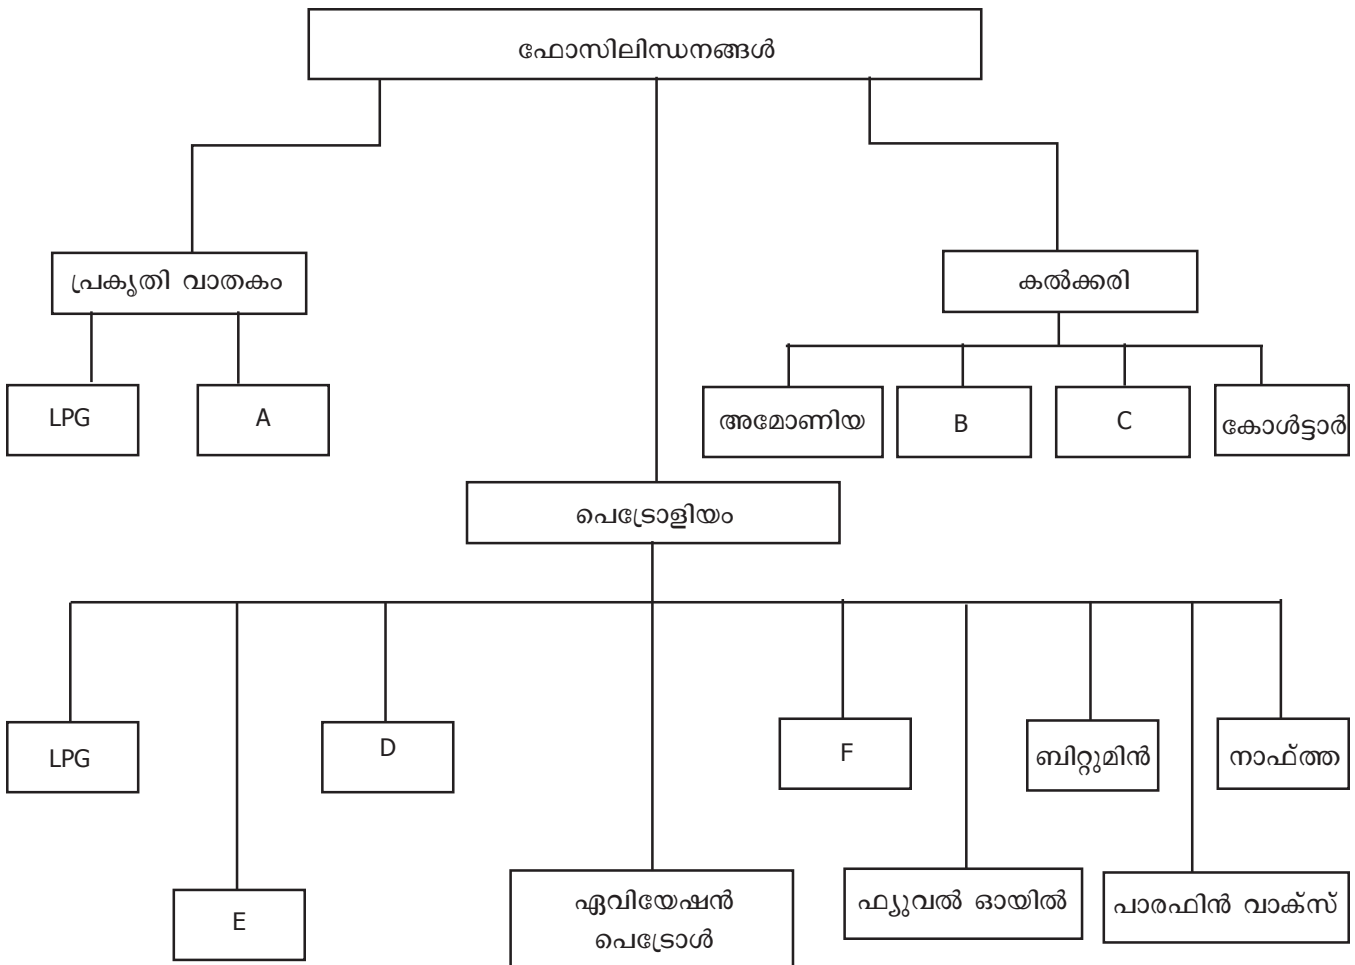 ഫോസിലിന്ധനങ്ങൾ
പ്രകൃതി വാതകം
കൽക്കരി
LPG
A
അമോണിയ
B
C
കോൾട്ടാർ
പെട്രോളിയം
LPG
D
F
ബിറ്റുമിൻ
നാഫ്ത്ത
E
ഏവിയേഷൻ
പെട്രോൾ
ഫ്യുവൽ ഓയിൽ
പാരഫിൻ വാക്സ്